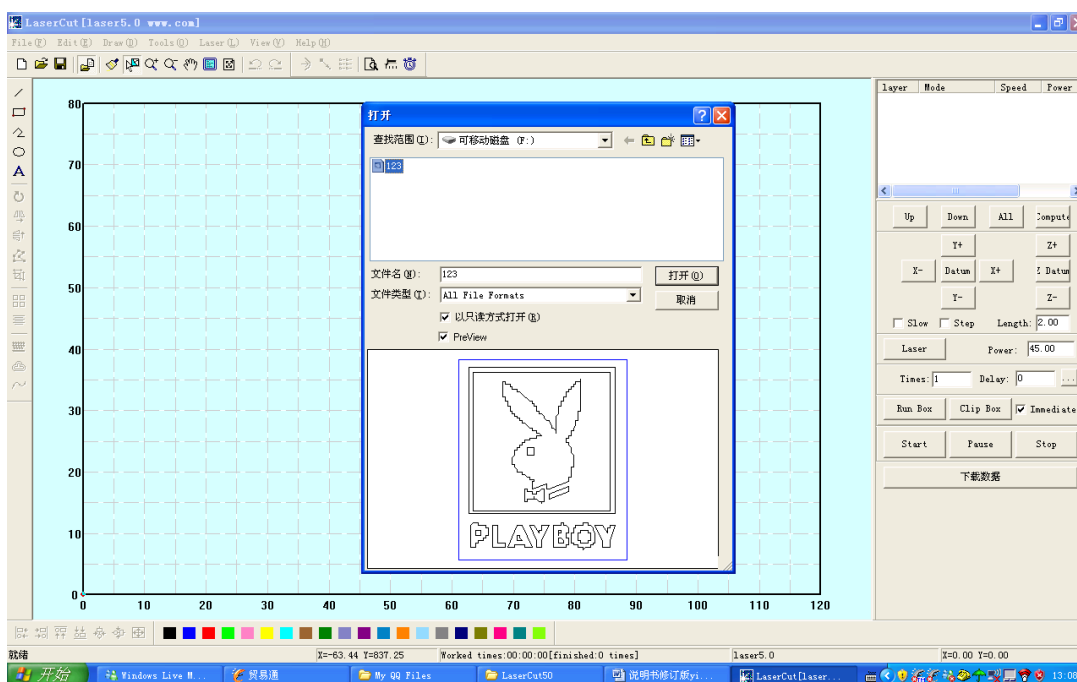 LaserCut[laser5.0 www.com]
File(F) Edit(E) Draw(D) Tools(Q) Laser(L) View(V) Help(H)
layer Mode Speed Power
打开
查找范围(I): 可移动磁盘 (F:)
123
文件名(N): 123
打开(O)
文件类型(T): All File Formats
取消
以只读方式打开(R)
PreView
PLAYBOY
80
70
60
50
40
30
20
10
0
0 10 20 30 40 50 60 70 80 90 100 110 120
A
Up Down All Compute
Y+ Z+
X- Datum X+ Z Datum
Y- Z-
Slow Step Length: 2.00
Laser Power: 45.00
Times: 1 Delay: 0 ...
Run Box Clip Box Immediate
Start Pause Stop
下载数据
就绪 X=-63.44 Y=837.25 Worked times:00:00:00[finished:0 times] laser5.0 X=0.00 Y=0.00
开始 Windows Live M... 贸易通 My QQ Files LaserCut50 说明书修订版yi... LaserCut[laser... 13:08